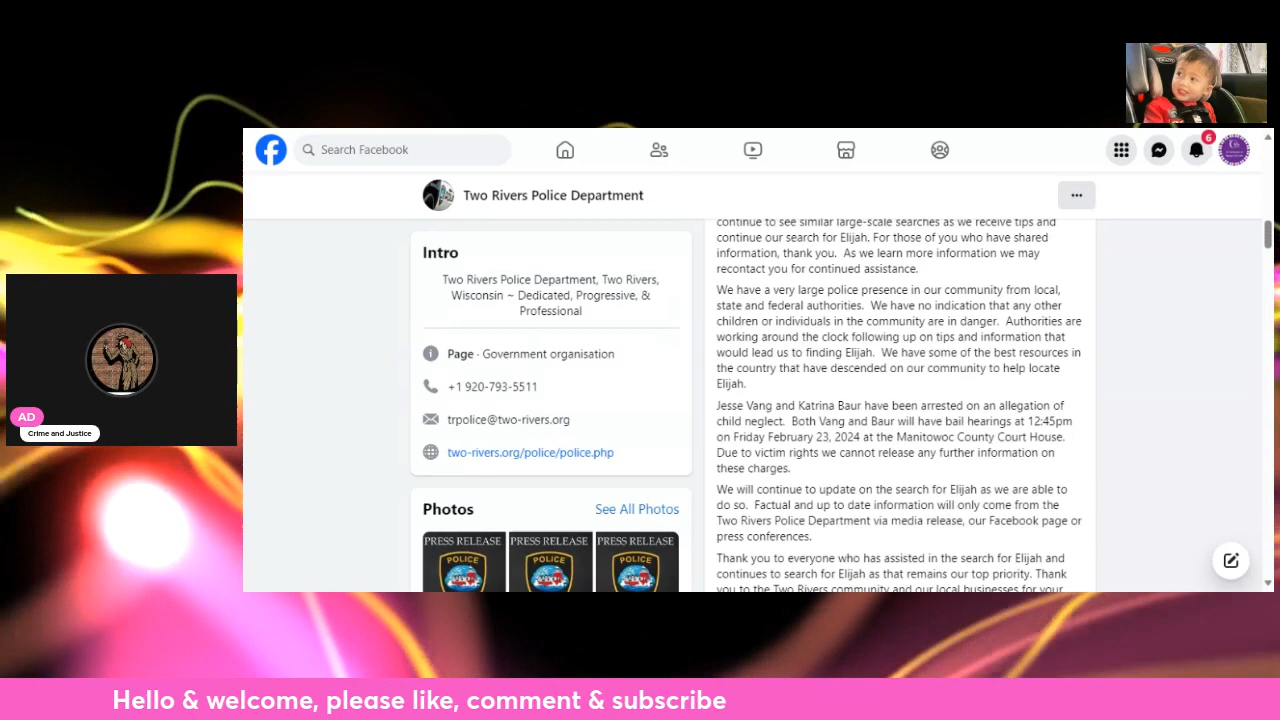 Search Facebook
6
Two Rivers Police Department
...
Intro
Two Rivers Police Department, Two Rivers,
Wisconsin ~ Dedicated, Progressive, &
Professional
Page · Government organisation
+1 920-793-5511
trpolice@two-rivers.org
two-rivers.org/police/police.php
Photos
See All Photos
PRESS RELEASE
POLICE
PRESS RELEASE
POLICE
PRESS RELEASE
POLICE
continue to see similar large-scale searches as we receive tips and
continue our search for Elijah. For those of you who have shared
information, thank you.  As we learn more information we may
recontact you for continued assistance.
We have a very large police presence in our community from local,
state and federal authorities.  We have no indication that any other
children or individuals in the community are in danger.  Authorities are
working around the clock following up on tips and information that
would lead us to finding Elijah.  We have some of the best resources in
the country that have descended on our community to help locate
Elijah.
Jesse Vang and Katrina Baur have been arrested on an allegation of
child neglect.  Both Vang and Baur will have bail hearings at 12:45pm
on Friday February 23, 2024 at the Manitowoc County Court House.
Due to victim rights we cannot release any further information on
these charges.
We will continue to update on the search for Elijah as we are able to
do so.  Factual and up to date information will only come from the
Two Rivers Police Department via media release, our Facebook page or
press conferences.
Thank you to everyone who has assisted in the search for Elijah and
continues to search for Elijah as that remains our top priority. Thank
you to the Two Rivers community and our local businesses for your
AD
Crime and Justice
Hello & welcome, please like, comment & subscribe